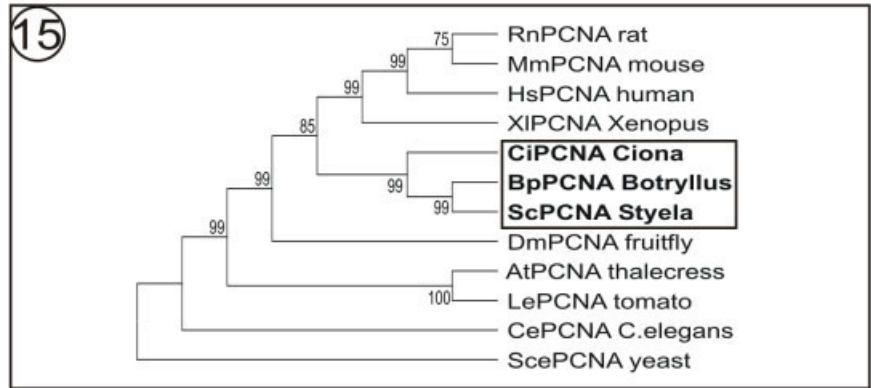 15
75
RnPCNA rat
MmPCNA mouse
99
HsPCNA human
99
XlPCNA Xenopus
85
CiPCNA Ciona
99
BpPCNA Botryllus
99
ScPCNA Styela
99
DmPCNA fruitfly
99
AtPCNA thalecress
100
LePCNA tomato
CePCNA C.elegans
ScePCNA yeast